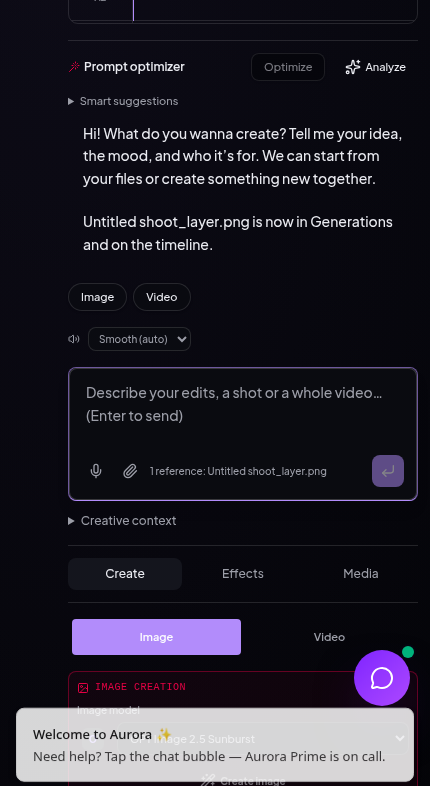 Prompt optimizer
Optimize
Analyze
Smart suggestions
Hi! What do you wanna create? Tell me your idea,
the mood, and who it's for. We can start from
your files or create something new together.
Untitled shoot_layer.png is now in Generations
and on the timeline.
Image
Video
Smooth (auto)
Describe your edits, a shot or a whole video…
(Enter to send)
1 reference: Untitled shoot_layer.png
Creative context
Create
Effects
Media
Image
Video
IMAGE CREATION
Image model
Image 2.5 Sunburst
Welcome to Aurora ✨
Need help? Tap the chat bubble — Aurora Prime is on call.
Create image